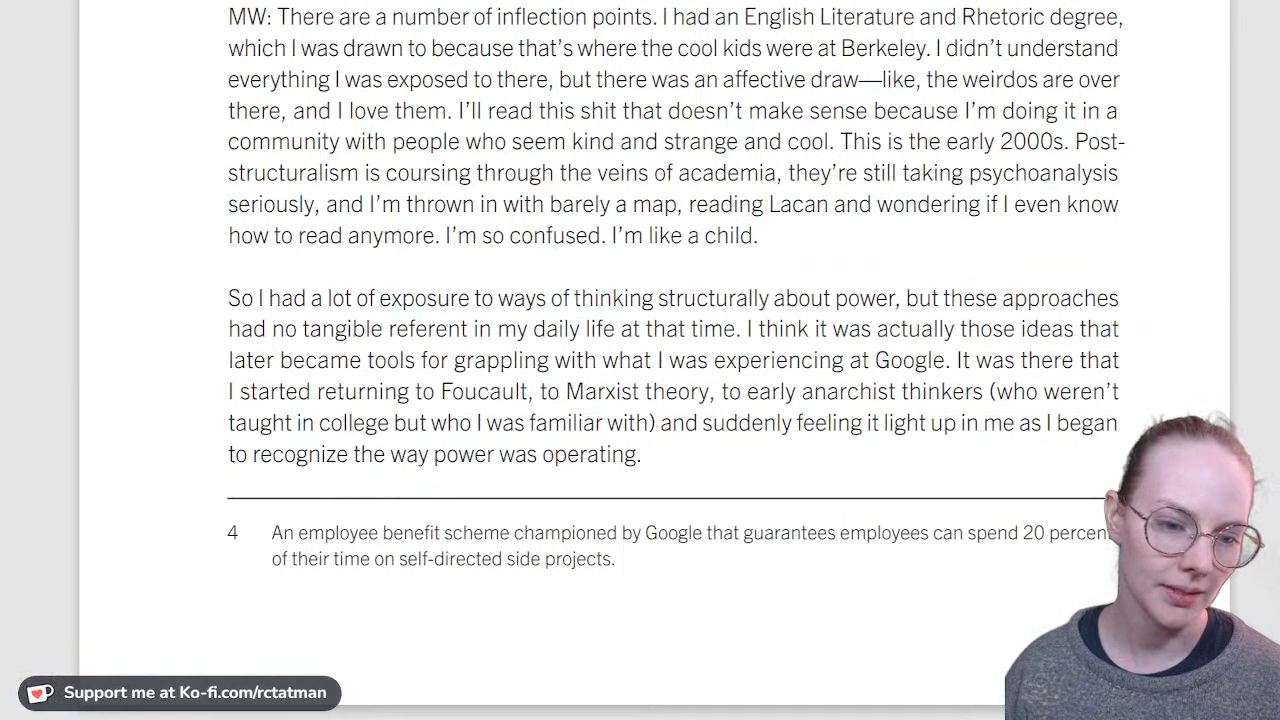 MW: There are a number of inflection points. I had an English Literature and Rhetoric degree,
which I was drawn to because that’s where the cool kids were at Berkeley. I didn’t understand
everything I was exposed to there, but there was an affective draw—like, the weirdos are over
there, and I love them. I’ll read this shit that doesn’t make sense because I’m doing it in a
community with people who seem kind and strange and cool. This is the early 2000s. Post-
structuralism is coursing through the veins of academia, they’re still taking psychoanalysis
seriously, and I’m thrown in with barely a map, reading Lacan and wondering if I even know
how to read anymore. I’m so confused. I’m like a child.
So I had a lot of exposure to ways of thinking structurally about power, but these approaches
had no tangible referent in my daily life at that time. I think it was actually those ideas that
later became tools for grappling with what I was experiencing at Google. It was there that
I started returning to Foucault, to Marxist theory, to early anarchist thinkers (who weren’t
taught in college but who I was familiar with) and suddenly feeling it light up in me as I began
to recognize the way power was operating.
4 An employee benefit scheme championed by Google that guarantees employees can spend 20 percent
of their time on self-directed side projects.
Support me at Ko-fi.com/rctatman